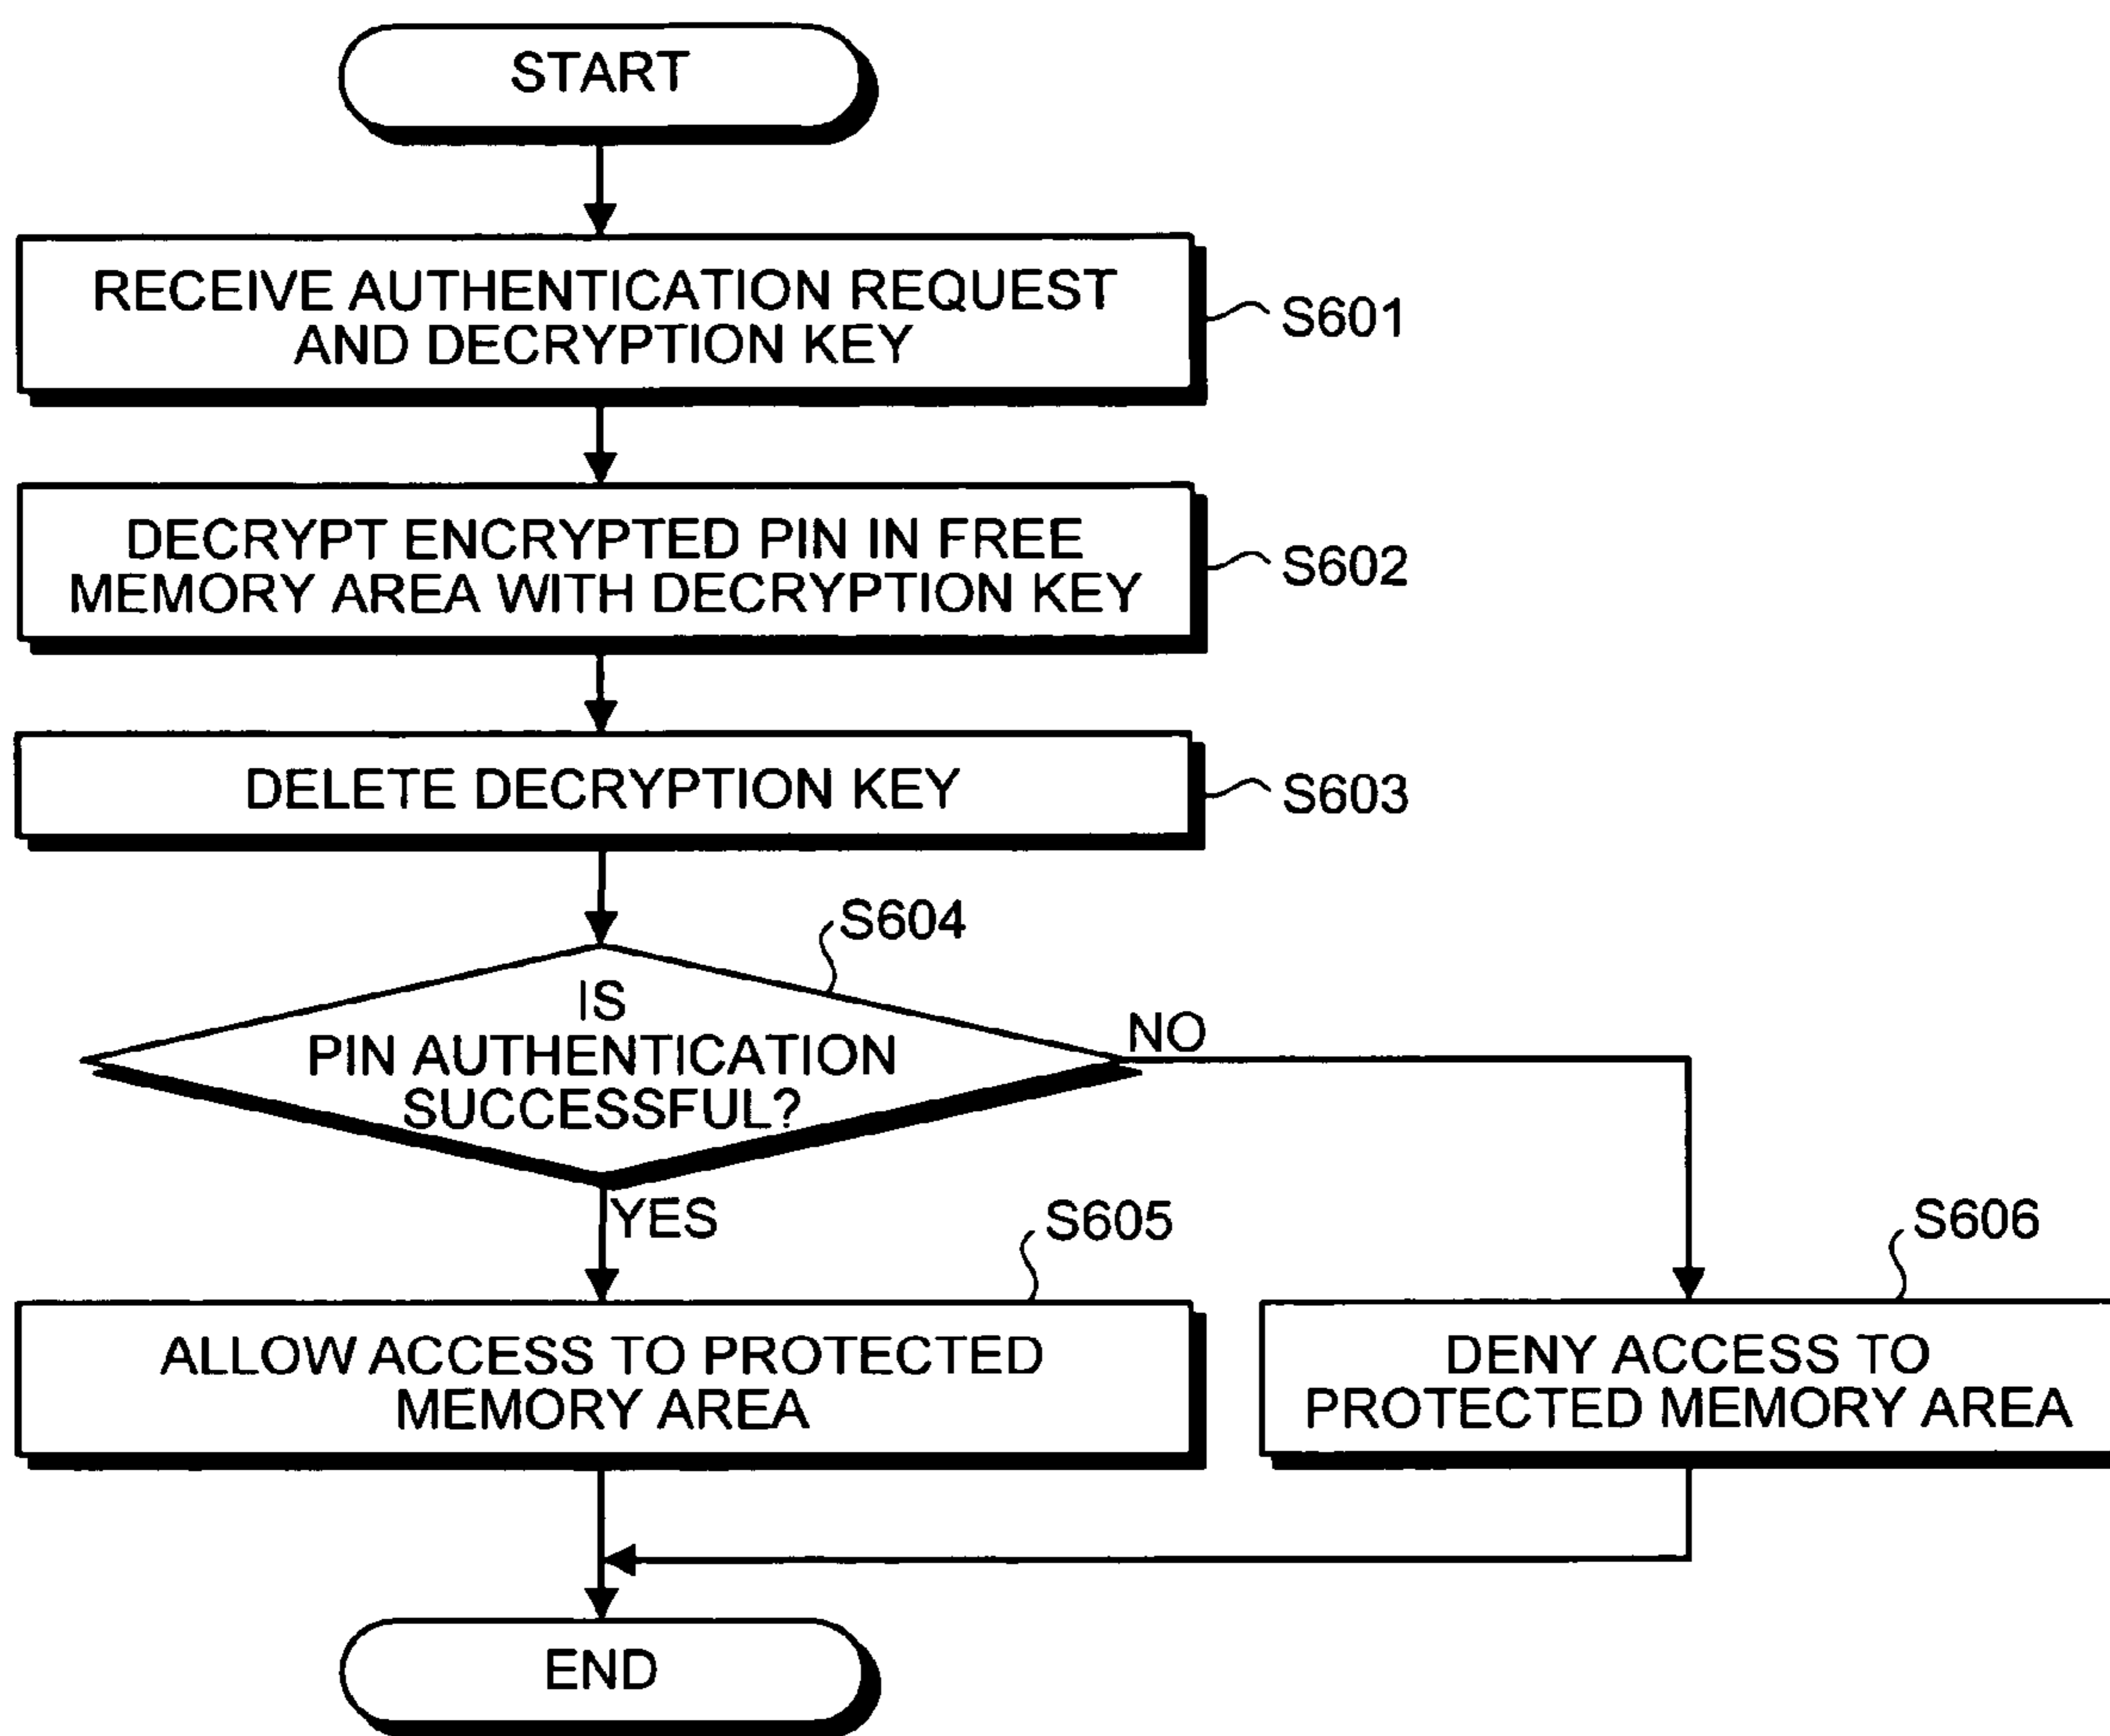 START
RECEIVE AUTHENTICATION REQUEST
AND DECRYPTION KEY
S601
DECRYPT ENCRYPTED PIN IN FREE
MEMORY AREA WITH DECRYPTION KEY
S602
DELETE DECRYPTION KEY
S603
S604
IS
PIN AUTHENTICATION
SUCCESSFUL?
NO
YES
S605
ALLOW ACCESS TO PROTECTED
MEMORY AREA
S606
DENY ACCESS TO
PROTECTED MEMORY AREA
END